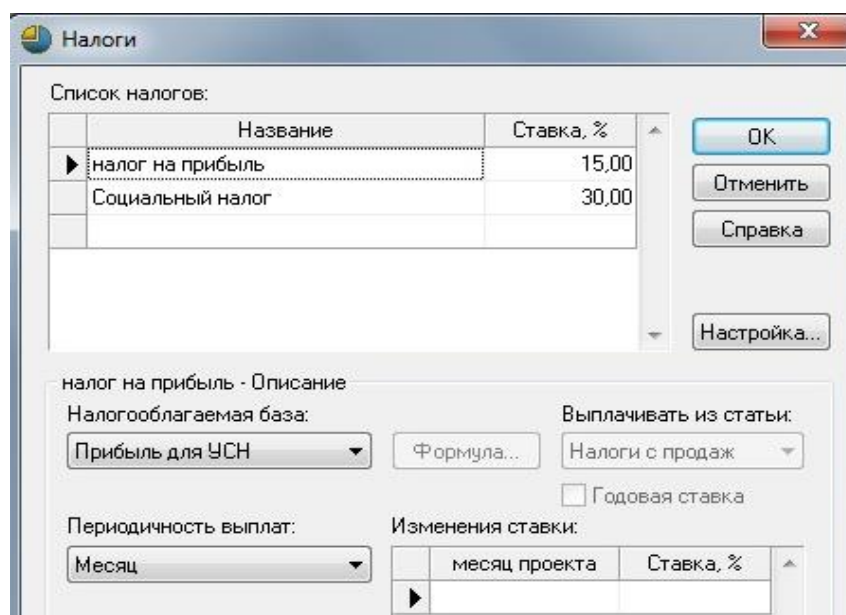 Налоги
Список налогов:
Название Ставка, %
налог на прибыль 15,00
Социальный налог 30,00
OK
Отменить
Справка
Настройка...
налог на прибыль - Описание
Налогооблагаемая база: Выплачивать из статьи:
Прибыль для УСН Формула... Налоги с продаж
Годовая ставка
Периодичность выплат: Изменения ставки:
Месяц месяц проекта Ставка, %